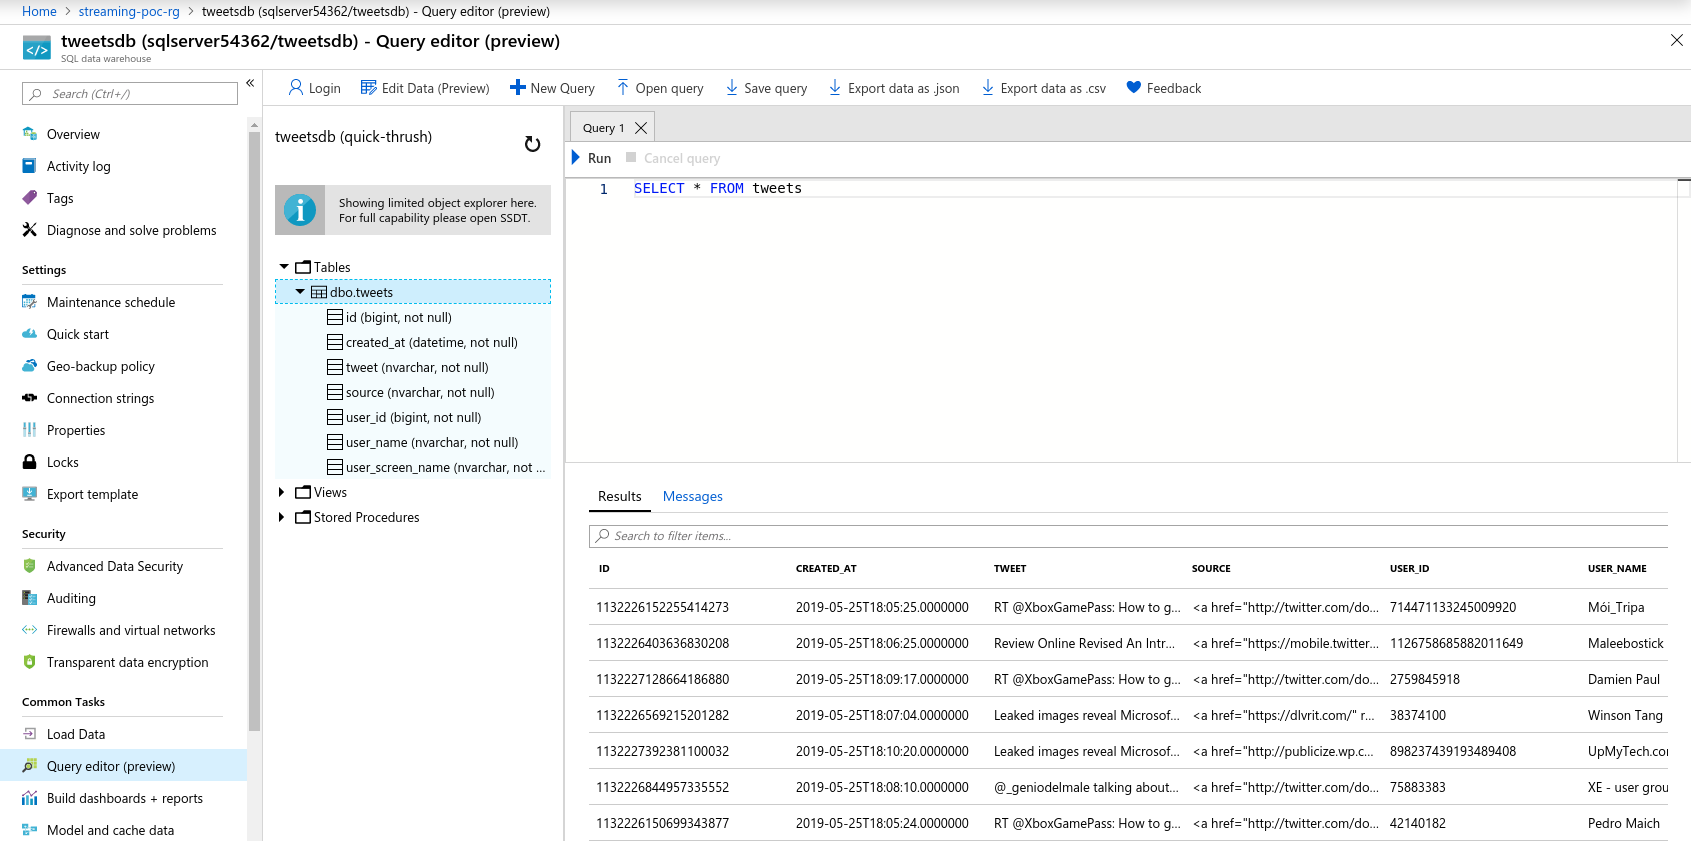 Home > streaming-poc-rg > tweetsdb (sqlserver54362/tweetsdb) - Query editor (preview)
tweetsdb (sqlserver54362/tweetsdb) - Query editor (preview)
SQL data warehouse
Search (Ctrl+/)
Overview
Activity log
Tags
Diagnose and solve problems
Settings
Maintenance schedule
Quick start
Geo-backup policy
Connection strings
Properties
Locks
Export template
Security
Advanced Data Security
Auditing
Firewalls and virtual networks
Transparent data encryption
Common Tasks
Load Data
Query editor (preview)
Build dashboards + reports
Model and cache data
Login Edit Data (Preview) New Query Open query Save query Export data as .json Export data as .csv Feedback
tweetsdb (quick-thrush)
Showing limited object explorer here.
For full capability please open SSDT.
Tables
dbo.tweets
id (bigint, not null)
created_at (datetime, not null)
tweet (nvarchar, not null)
source (nvarchar, not null)
user_id (bigint, not null)
user_name (nvarchar, not null)
user_screen_name (nvarchar, not ...
Views
Stored Procedures
Query 1
Run Cancel query
1 SELECT * FROM tweets
Results Messages
Search to filter items...
ID CREATED_AT TWEET SOURCE USER_ID USER_NAME
1132226152255414273 2019-05-25T18:05:25.0000000 RT @XboxGamePass: How to g... <a href="http://twitter.com/do... 714471133245009920 Mói_Tripa
1132226403636830208 2019-05-25T18:06:25.0000000 Review Online Revised An Intr... <a href="https://mobile.twitter... 1126758685882011649 Maleebostick
1132227128664186880 2019-05-25T18:09:17.0000000 RT @XboxGamePass: How to g... <a href="http://twitter.com/do... 2759845918 Damien Paul
1132226569215201282 2019-05-25T18:07:04.0000000 Leaked images reveal Microsof... <a href="https://dlvrit.com/" r... 38374100 Winson Tang
1132227392381100032 2019-05-25T18:10:20.0000000 Leaked images reveal Microsof... <a href="http://publicize.wp.c... 898237439193489408 UpMyTech.cor
1132226844957335552 2019-05-25T18:08:10.0000000 @_geniodelmale talking about... <a href="http://twitter.com/do... 75883383 XE - user grou
1132226150699343877 2019-05-25T18:05:24.0000000 RT @XboxGamePass: How to g... <a href="http://twitter.com/do... 42140182 Pedro Maich